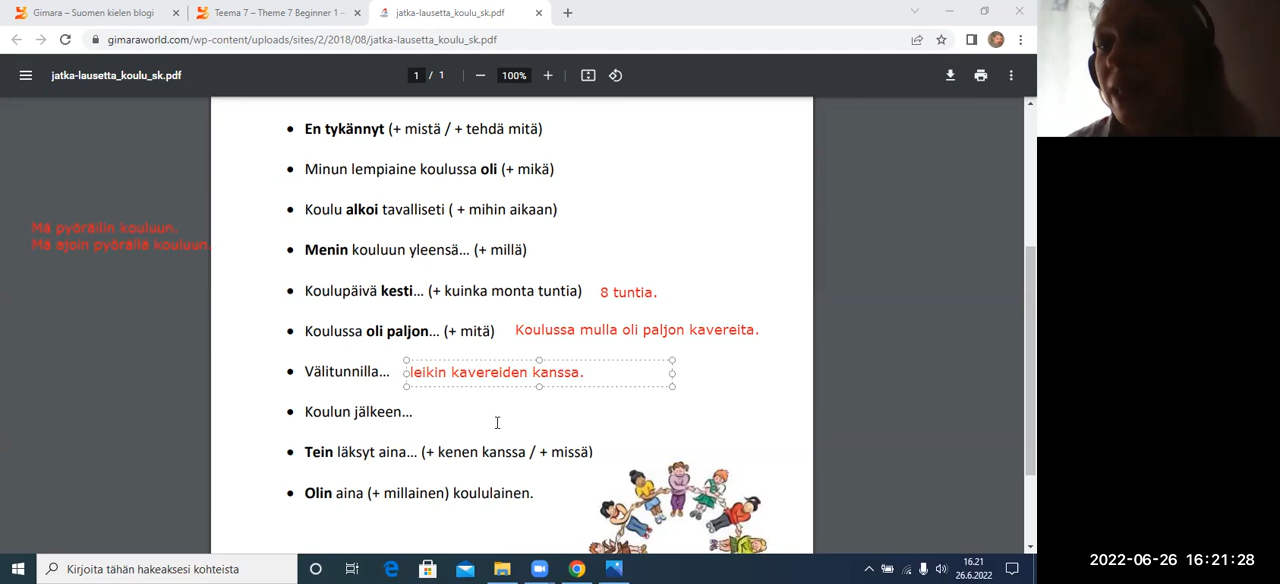 Gimara – Suomen kielen blogi
Teema 7 – Theme 7 Beginner 1 –
jatka-lausetta_koulu_sk.pdf
gimaraworld.com/wp-content/uploads/sites/2/2018/08/jatka-lausetta_koulu_sk.pdf
jatka-lausetta_koulu_sk.pdf
1 / 1
100%
• En tykännyt (+ mistä / + tehdä mitä)
• Minun lempiaine koulussa oli (+ mikä)
• Koulu alkoi tavalliseti ( + mihin aikaan)
Mä pyöräilin kouluun.
Mä ajoin pyörällä kouluun.
• Menin kouluun yleensä... (+ millä)
• Koulupäivä kesti... (+ kuinka monta tuntia) 8 tuntia.
• Koulussa oli paljon... (+ mitä) Koulussa mulla oli paljon kavereita.
• Välitunnilla... leikin kavereiden kanssa.
• Koulun jälkeen...
• Tein läksyt aina... (+ kenen kanssa / + missä)
• Olin aina (+ millainen) koululainen.
Kirjoita tähän hakeaksesi kohteista
16.21
26.6.2022
2022-06-26 16:21:28